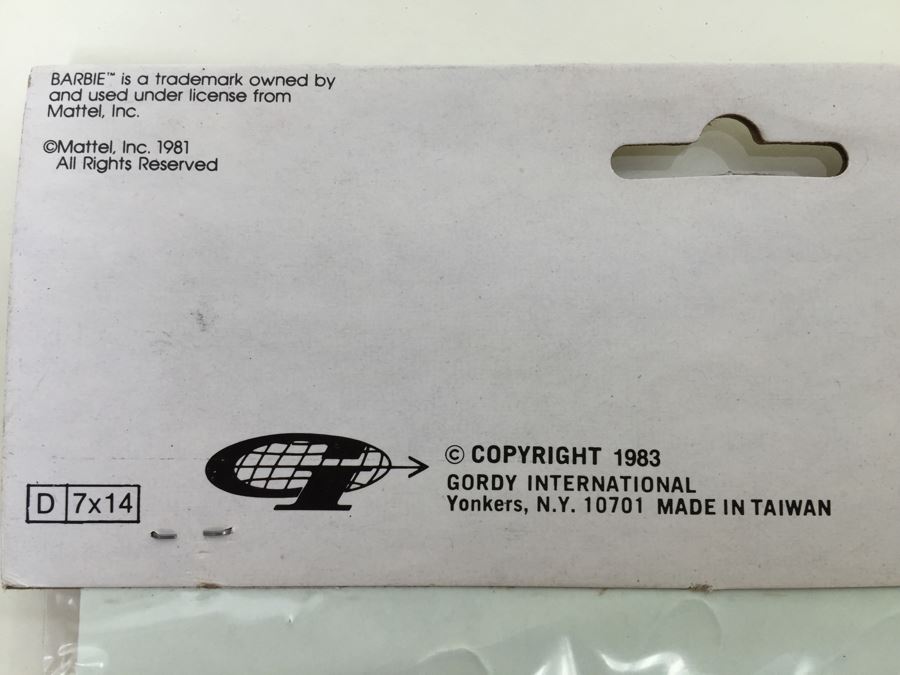 BARBIE™ is a trademark owned by
and used under license from
Mattel, Inc.
©Mattel, Inc. 1981
All Rights Reserved
D 7x14
GI
© COPYRIGHT 1983
GORDY INTERNATIONAL
Yonkers, N.Y. 10701 MADE IN TAIWAN